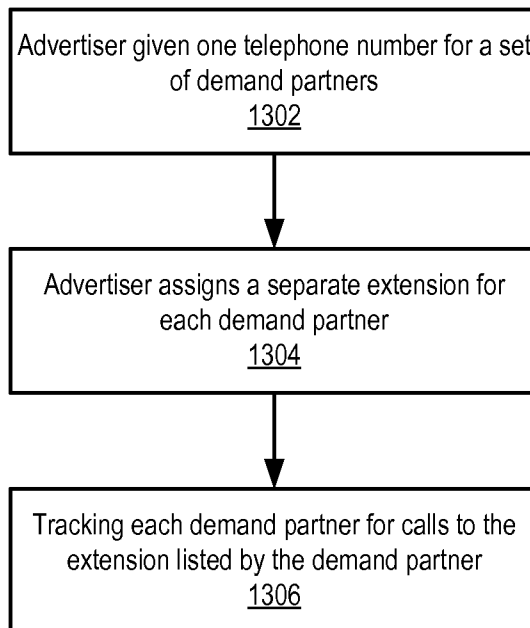 Advertiser given one telephone number for a set
of demand partners
1302
Advertiser assigns a separate extension for
each demand partner
1304
Tracking each demand partner for calls to the
extension listed by the demand partner
1306